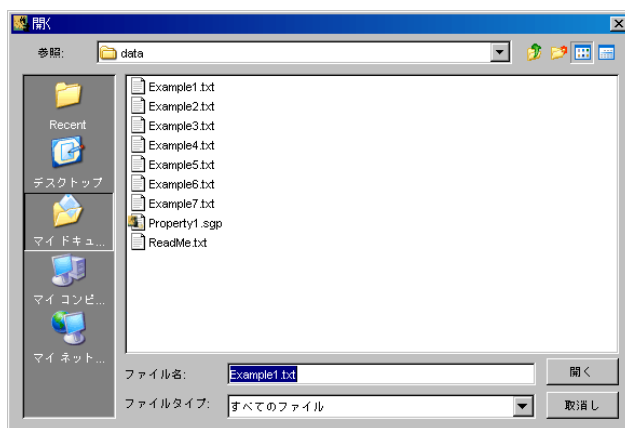 開く
参照:
data
Recent
デスクトップ
マイ ドキュ...
マイ コンピ...
マイ ネット...
Example1.txt
Example2.txt
Example3.txt
Example4.txt
Example5.txt
Example6.txt
Example7.txt
Property1.sgp
ReadMe.txt
ファイル名:
Example1.txt
開く
ファイルタイプ:
すべてのファイル
取消し